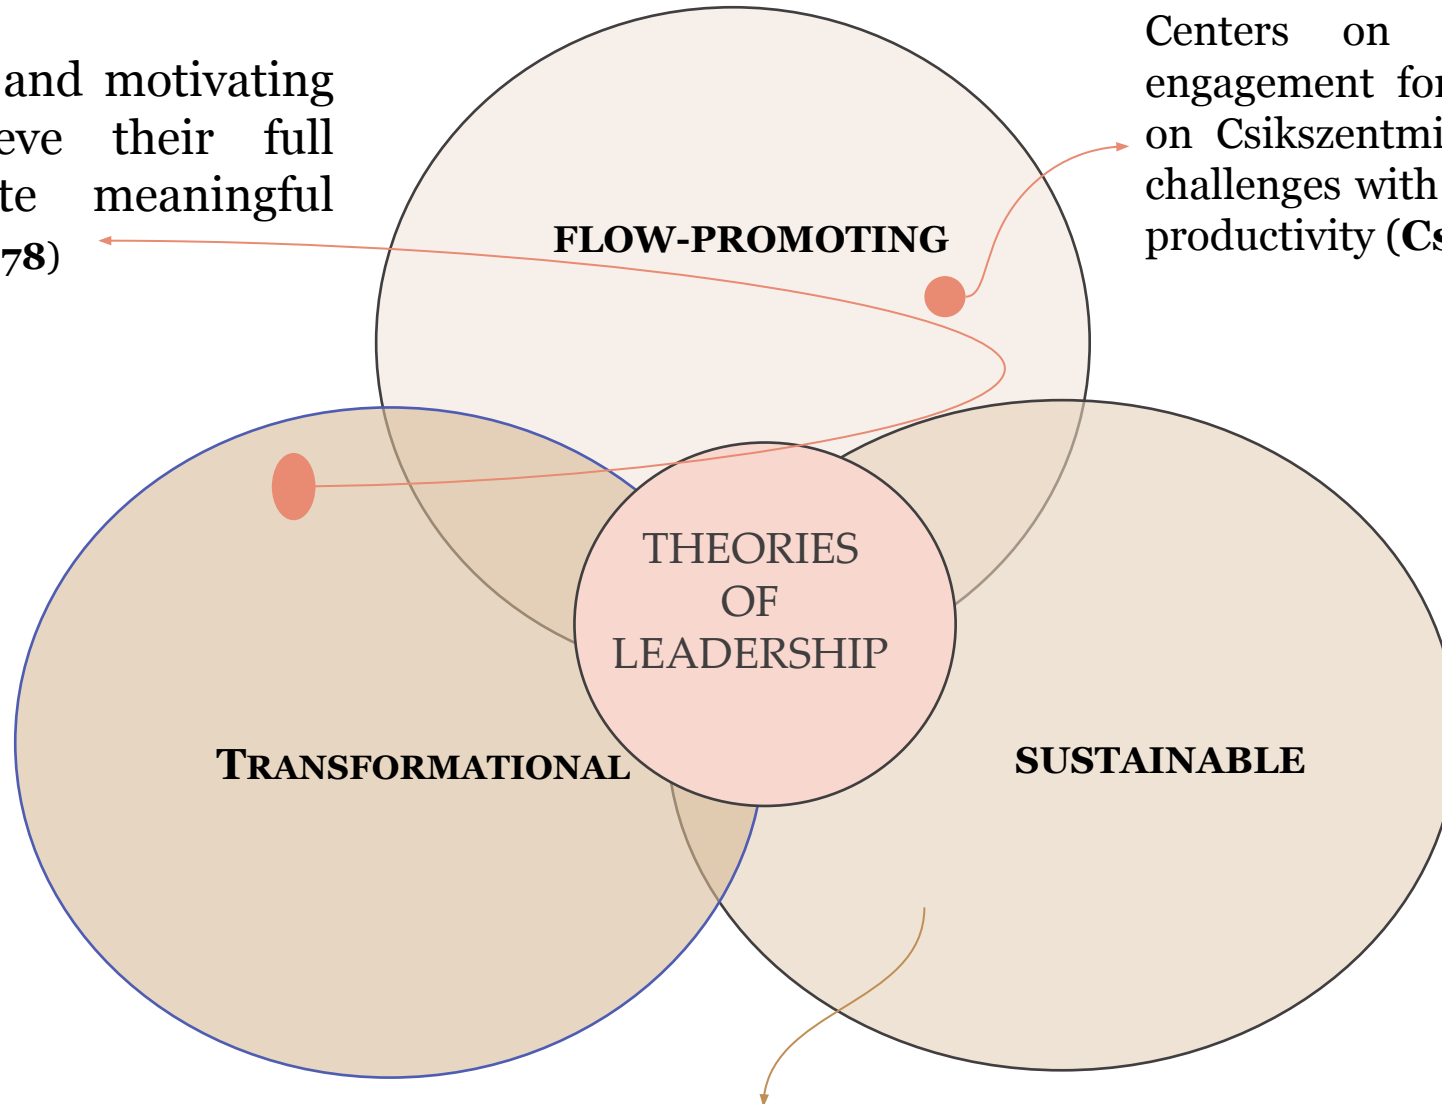 and motivating
eve their full
te meaningful
78)
Centers on
engagement for
on Csikszentmi
challenges with
productivity (Cs
FLOW-PROMOTING
THEORIES
OF
LEADERSHIP
TRANSFORMATIONAL
SUSTAINABLE